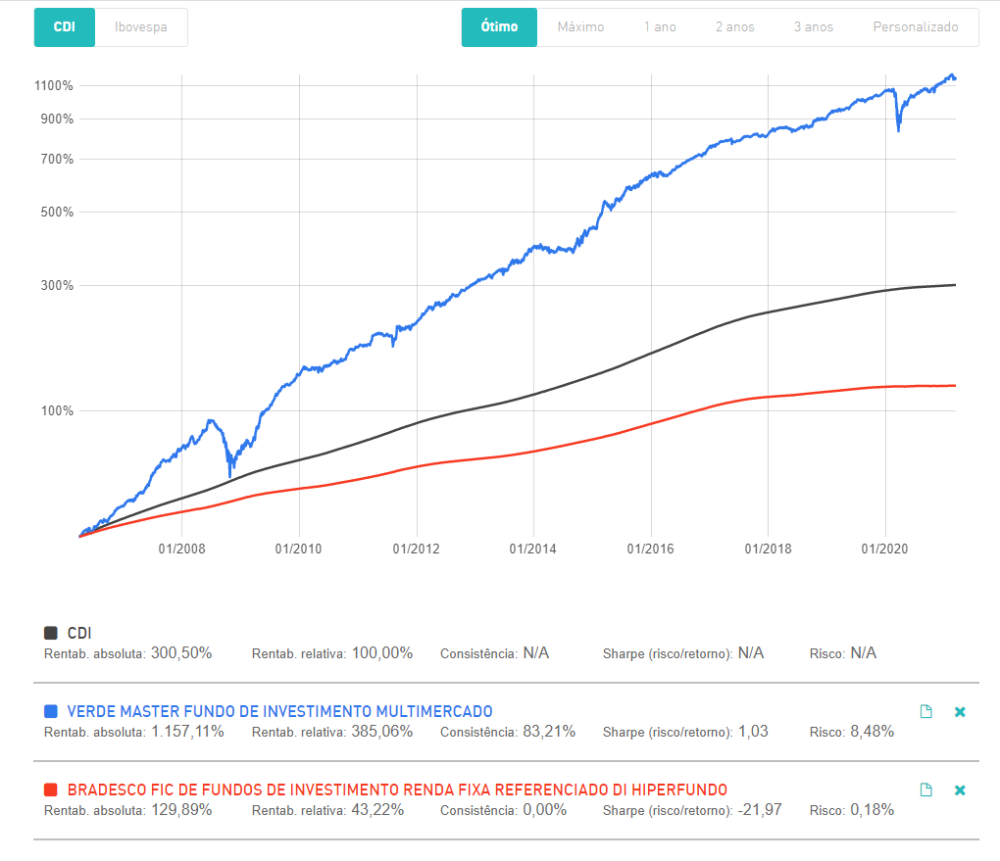 CDI Ibovespa Ótimo Máximo 1 ano 2 anos 3 anos Personalizado
1100%
900%
700%
500%
300%
100%
01/2008 01/2010 01/2012 01/2014 01/2016 01/2018 01/2020
CDI
Rentab. absoluta: 300,50% Rentab. relativa: 100,00% Consistência: N/A Sharpe (risco/retorno): N/A Risco: N/A
VERDE MASTER FUNDO DE INVESTIMENTO MULTIMERCADO
Rentab. absoluta: 1.157,11% Rentab. relativa: 385,06% Consistência: 83,21% Sharpe (risco/retorno): 1,03 Risco: 8,48%
BRADESCO FIC DE FUNDOS DE INVESTIMENTO RENDA FIXA REFERENCIADO DI HIPERFUNDO
Rentab. absoluta: 129,89% Rentab. relativa: 43,22% Consistência: 0,00% Sharpe (risco/retorno): -21,97 Risco: 0,18%